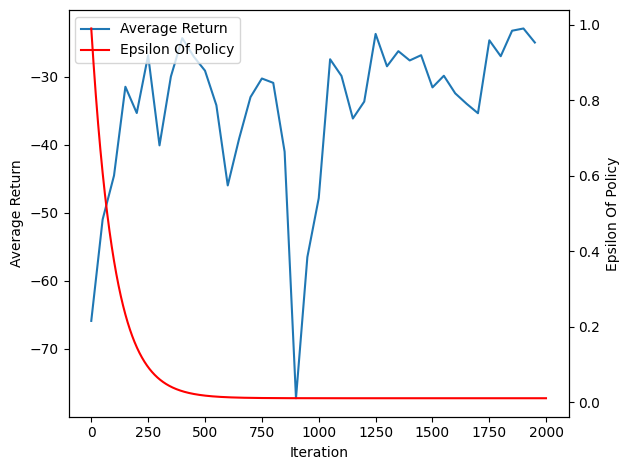 Average Return
Epsilon Of Policy
−30
−40
−50
−60
−70
Average Return
1.0
0.8
0.6
0.4
0.2
0.0
Epsilon Of Policy
0 250 500 750 1000 1250 1500 1750 2000
Iteration